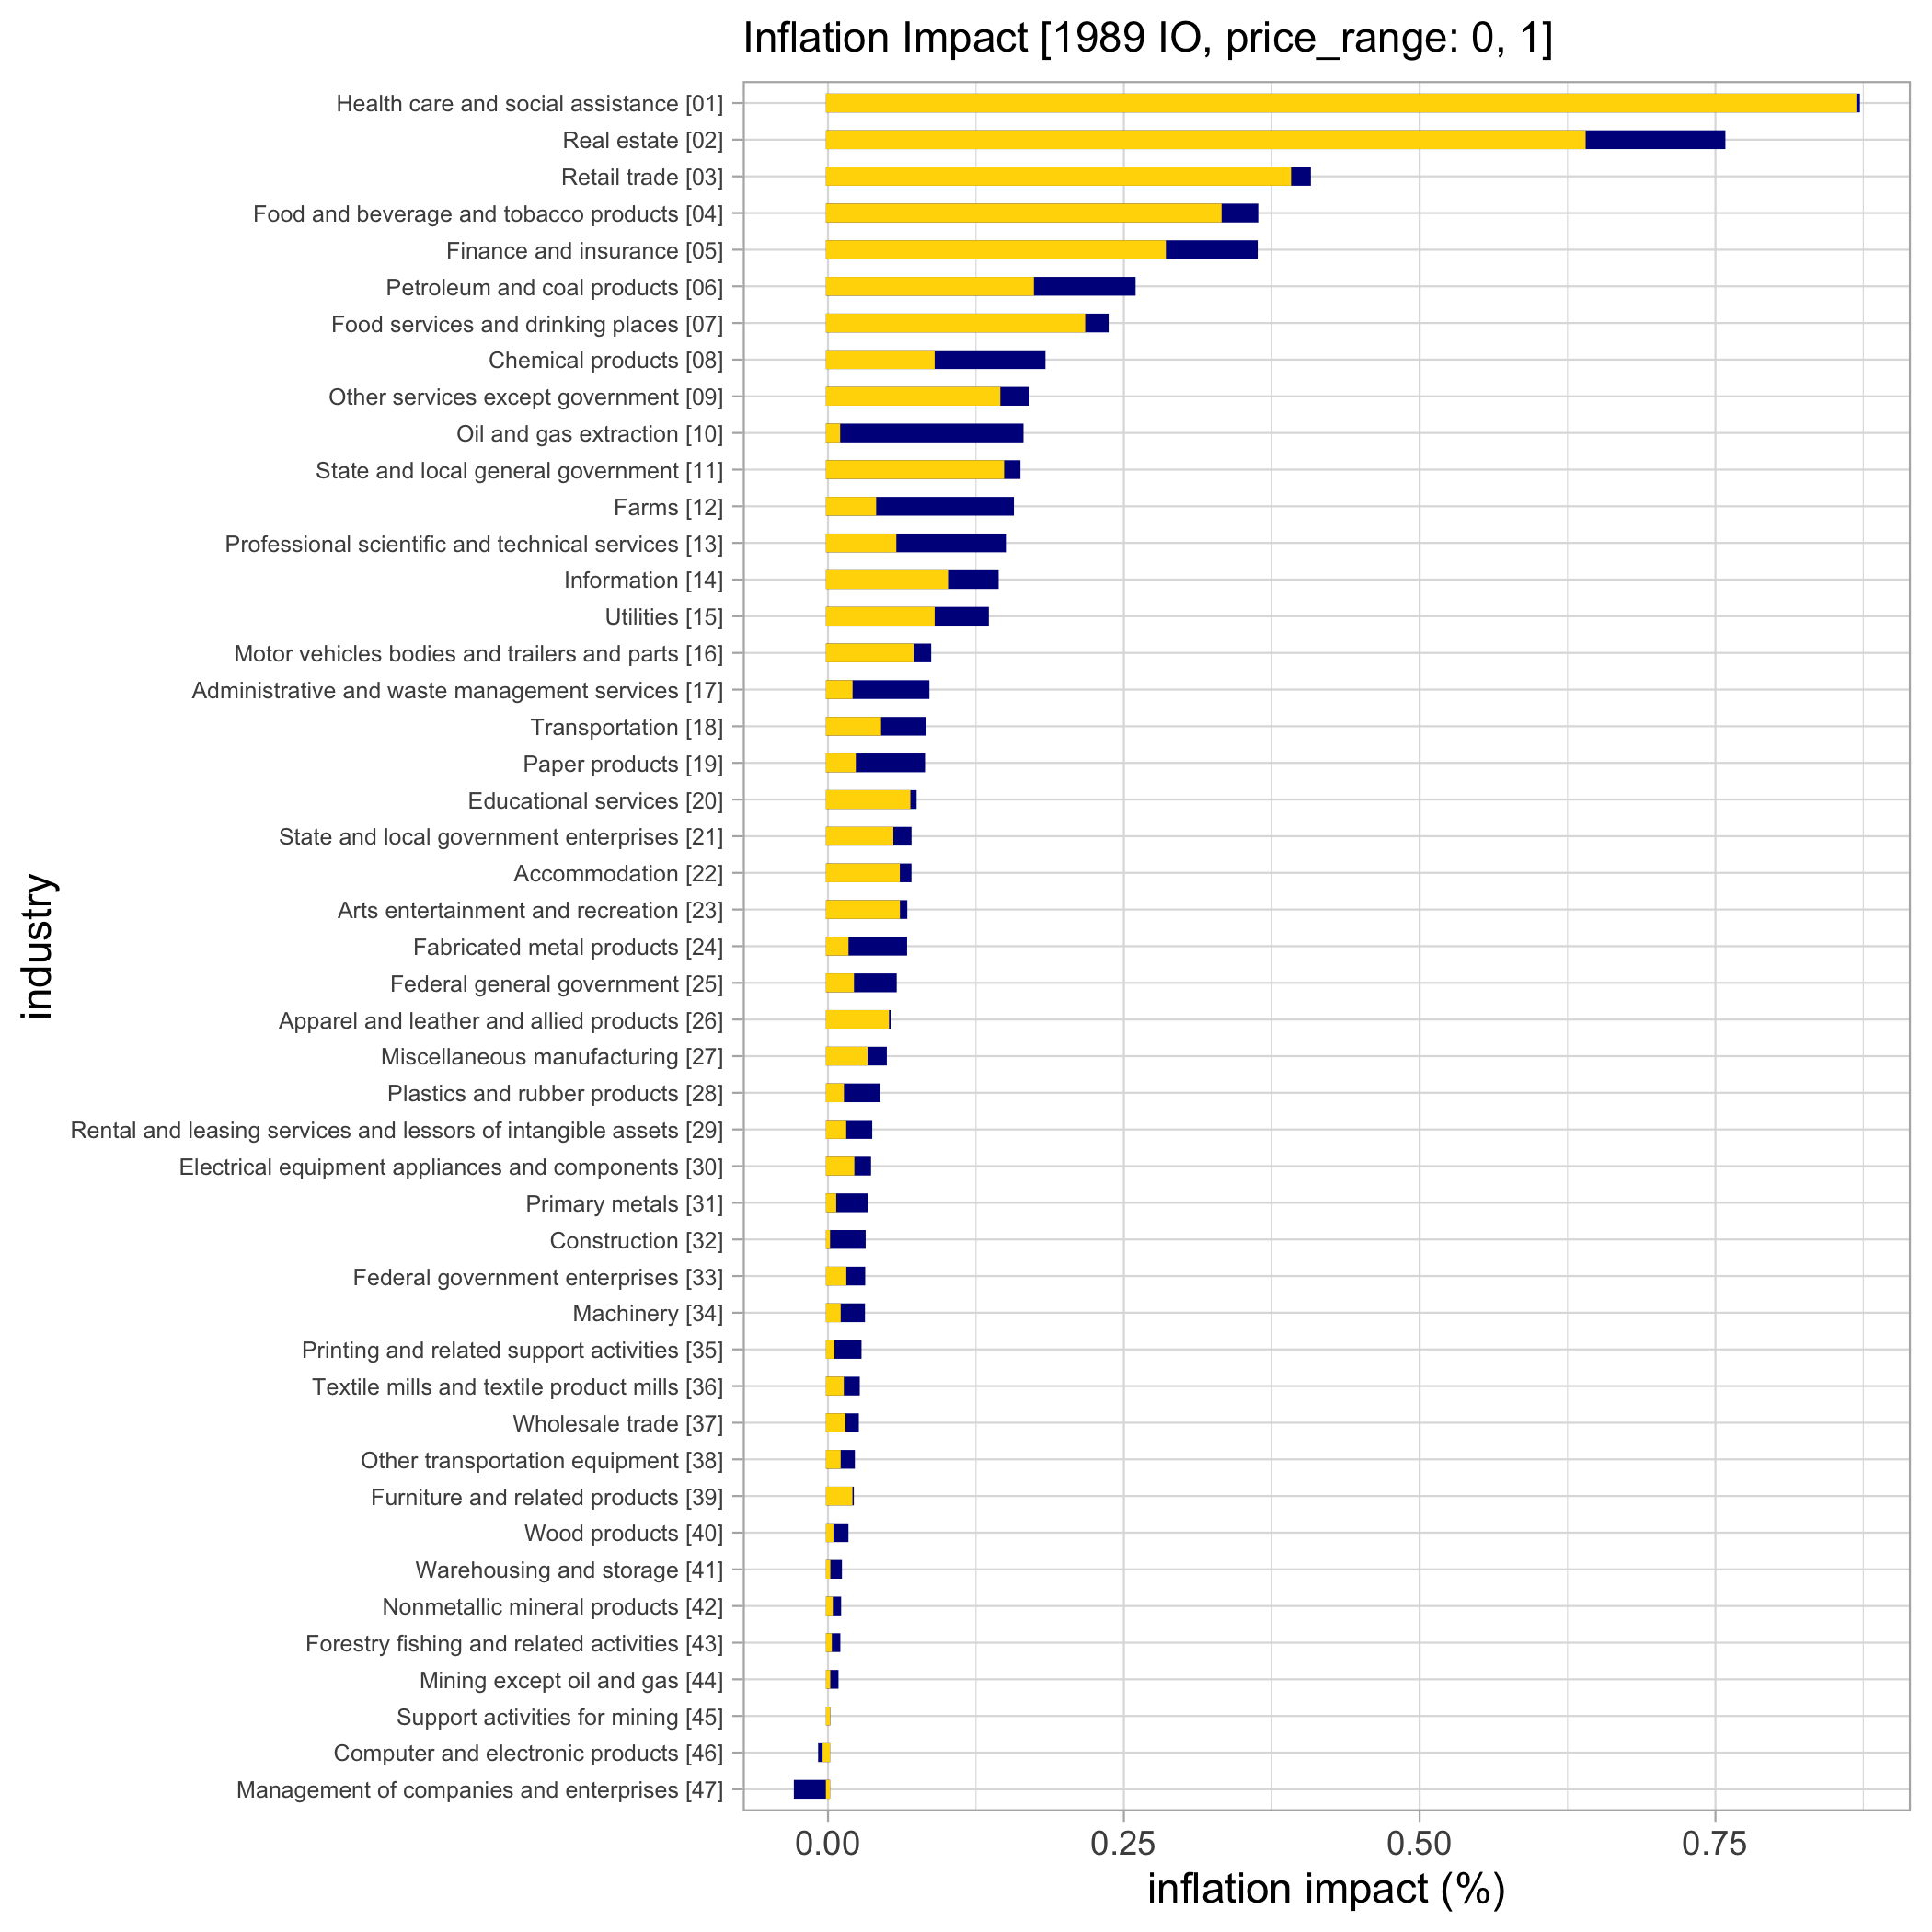 Inflation Impact [1989 IO, price_range: 0, 1]
Health care and social assistance [01]
Real estate [02]
Retail trade [03]
Food and beverage and tobacco products [04]
Finance and insurance [05]
Petroleum and coal products [06]
Food services and drinking places [07]
Chemical products [08]
Other services except government [09]
Oil and gas extraction [10]
State and local general government [11]
Farms [12]
Professional scientific and technical services [13]
Information [14]
Utilities [15]
Motor vehicles bodies and trailers and parts [16]
Administrative and waste management services [17]
Transportation [18]
Paper products [19]
Educational services [20]
State and local government enterprises [21]
Accommodation [22]
Arts entertainment and recreation [23]
Fabricated metal products [24]
Federal general government [25]
Apparel and leather and allied products [26]
Miscellaneous manufacturing [27]
Plastics and rubber products [28]
Rental and leasing services and lessors of intangible assets [29]
Electrical equipment appliances and components [30]
Primary metals [31]
Construction [32]
Federal government enterprises [33]
Machinery [34]
Printing and related support activities [35]
Textile mills and textile product mills [36]
Wholesale trade [37]
Other transportation equipment [38]
Furniture and related products [39]
Wood products [40]
Warehousing and storage [41]
Nonmetallic mineral products [42]
Forestry fishing and related activities [43]
Mining except oil and gas [44]
Support activities for mining [45]
Computer and electronic products [46]
Management of companies and enterprises [47]
industry
0.00 0.25 0.50 0.75
inflation impact (%)